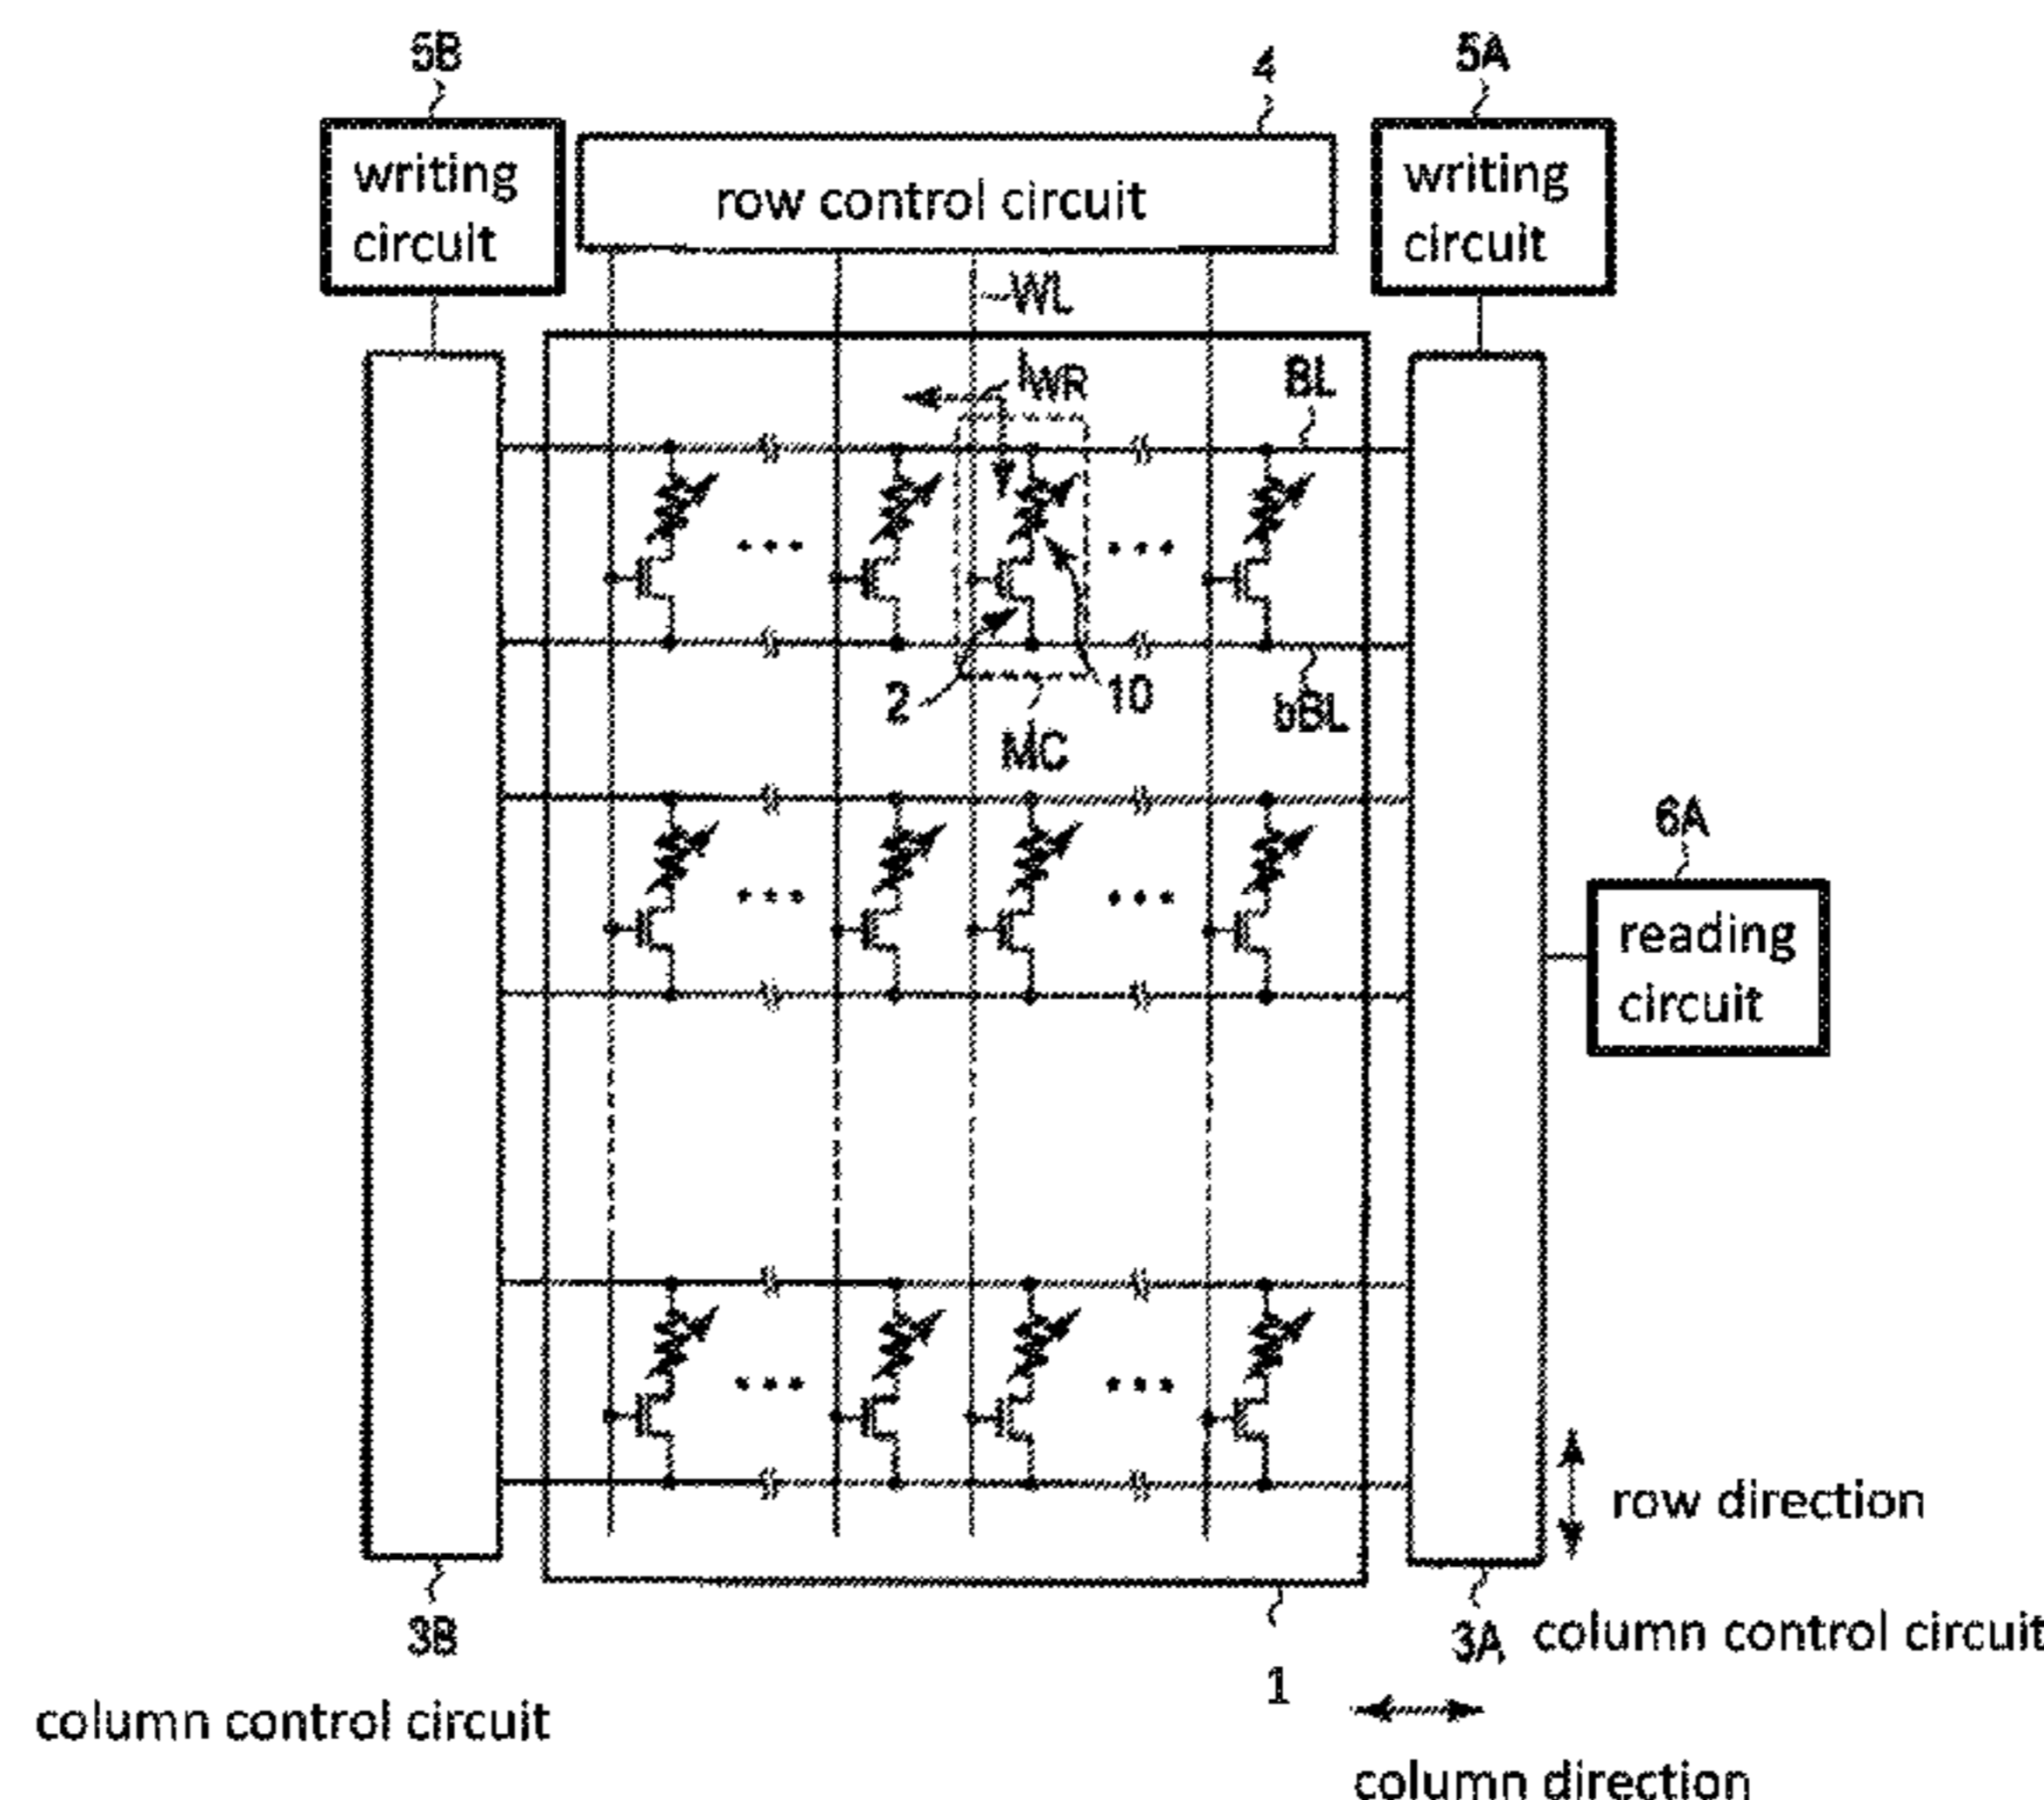 5B
4
5A
writing
circuit
row control circuit
writing
circuit
WL
IWR
BL
2
10
bBL
MC
6A
reading
circuit
row direction
3B
3A column control circuit
1
column control circuit
column direction